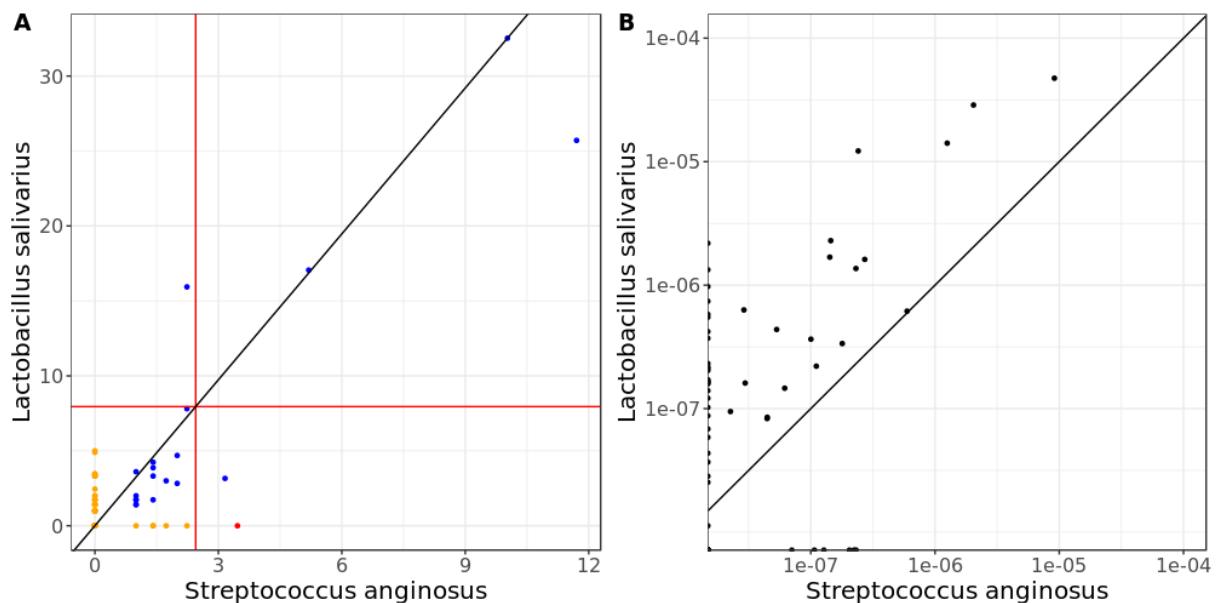 A
30
20
10
0
Lactobacillus salivarius
0 3 6 9 12
Streptococcus anginosus
B
1e-04
1e-05
1e-06
1e-07
Lactobacillus salivarius
1e-07 1e-06 1e-05 1e-04
Streptococcus anginosus